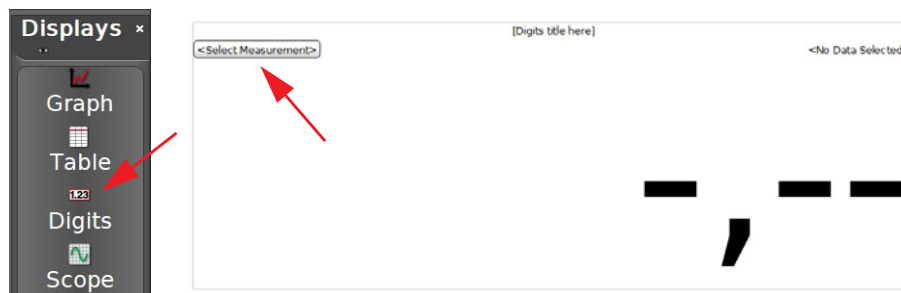 Displays ×
Graph
Table
1.23
Digits
Scope
[Digits title here]
<Select Measurement>
<No Data Selected
-,--